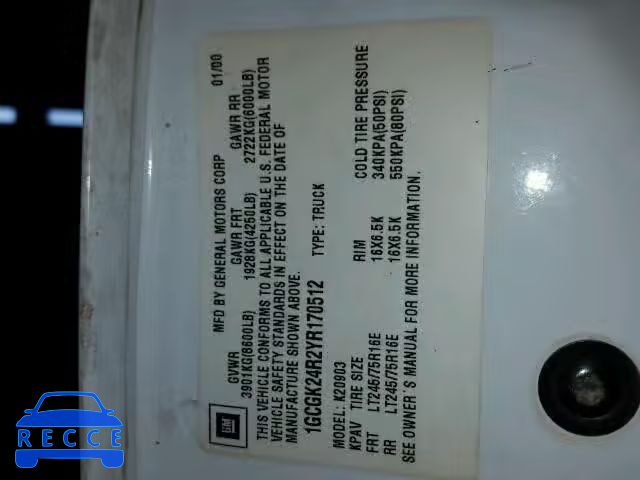 MFD BY GENERAL MOTORS CORP 01/00
GVWR GAWR FRT GAWR RR
3901KG(8600LB) 1928KG(4250LB) 2722KG(6000LB)
THIS VEHICLE CONFORMS TO ALL APPLICABLE U.S. FEDERAL MOTOR
VEHICLE SAFETY STANDARDS IN EFFECT ON THE DATE OF
MANUFACTURE SHOWN ABOVE.
1GCGK24R2YR170512 TYPE: TRUCK
MODEL: K20903
KPAV TIRE SIZE RIM COLD TIRE PRESSURE
FRT LT245/75R16E 16X6.5K 340KPA(50PSI)
RR LT245/75R16E 16X6.5K 550KPA(80PSI)
SEE OWNER'S MANUAL FOR MORE INFORMATION.
GM
RECCE